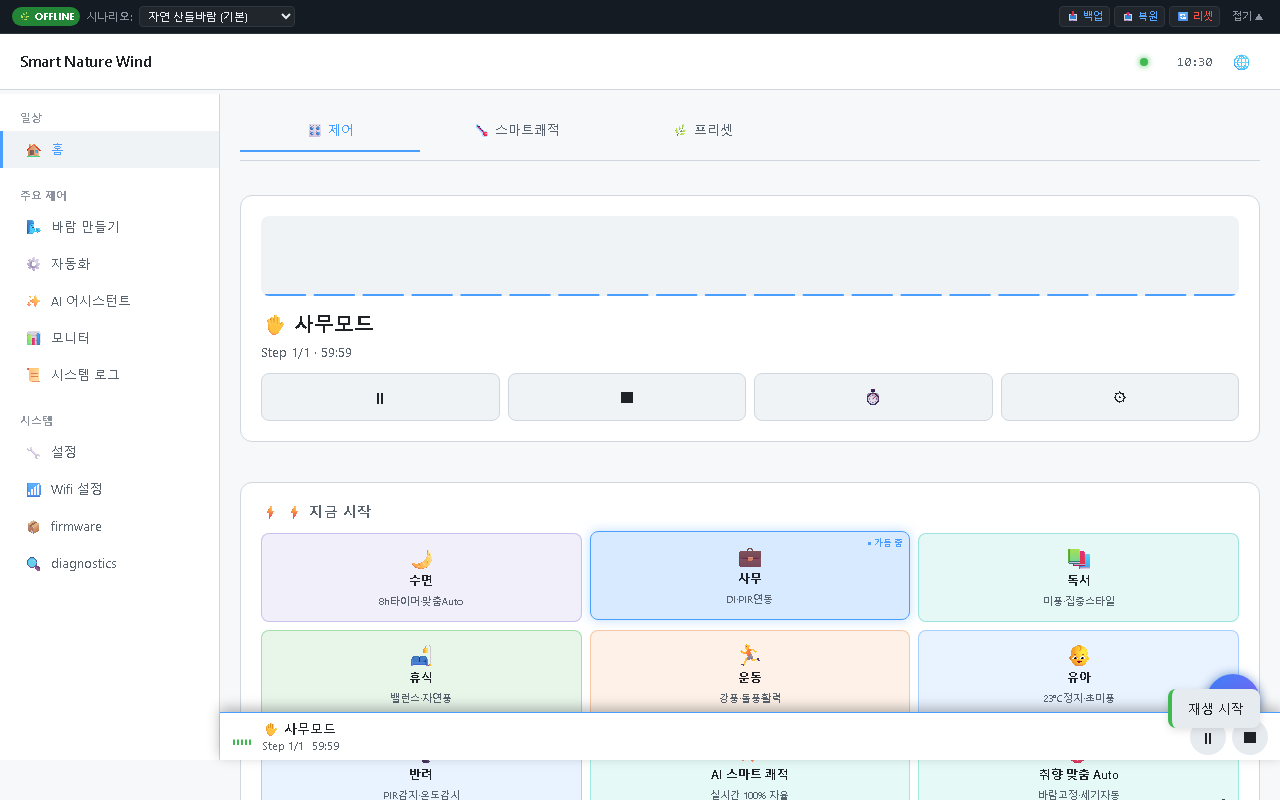 OFFLINE 시나리오: 자연 산들바람 (기본) 백업 복원 리셋 접기 ▲
Smart Nature Wind 10:30
일상
홈
주요 제어
바람 만들기
자동화
AI 어시스턴트
모니터
시스템 로그
시스템
설정
Wifi 설정
firmware
diagnostics
제어 스마트쾌적 프리셋
사무모드
Step 1/1 · 59:59
지금 시작
수면
8h타이머·맞춤Auto
가동 중
사무
DI·PIR연동
독서
미풍·집중스타일
휴식
밸런스·자연풍
운동
강풍·돌풍활력
유아
23°C정지·초미풍
재생 시작
사무모드
Step 1/1 59:59
반려
PIR감지·온도감시
AI 스마트 쾌적
실시간 100% 자율
취향 맞춤 Auto
바람고정·세기자동